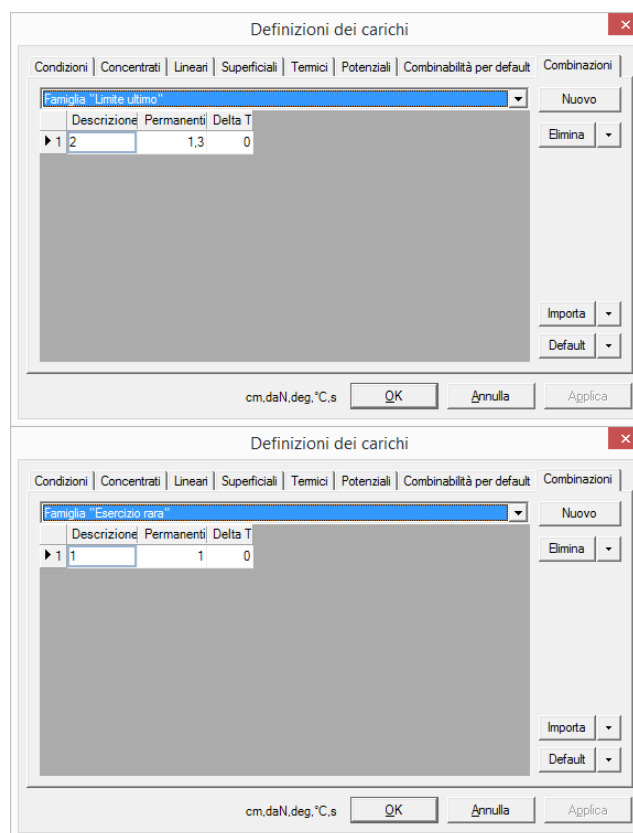 Definizioni dei carichi
Condizioni Concentrati Lineari Superficiali Termici Potenziali Combinabilità per default Combinazioni
Famiglia "Limite ultimo" Nuovo
Descrizione Permanenti Delta T
1 2 1,3 0 Elimina
Importa
Default
cm,daN,deg,°C,s OK Annulla Applica
Definizioni dei carichi
Condizioni Concentrati Lineari Superficiali Termici Potenziali Combinabilità per default Combinazioni
Famiglia "Esercizio rara" Nuovo
Descrizione Permanenti Delta T
1 1 1 0 Elimina
Importa
Default
cm,daN,deg,°C,s OK Annulla Applica